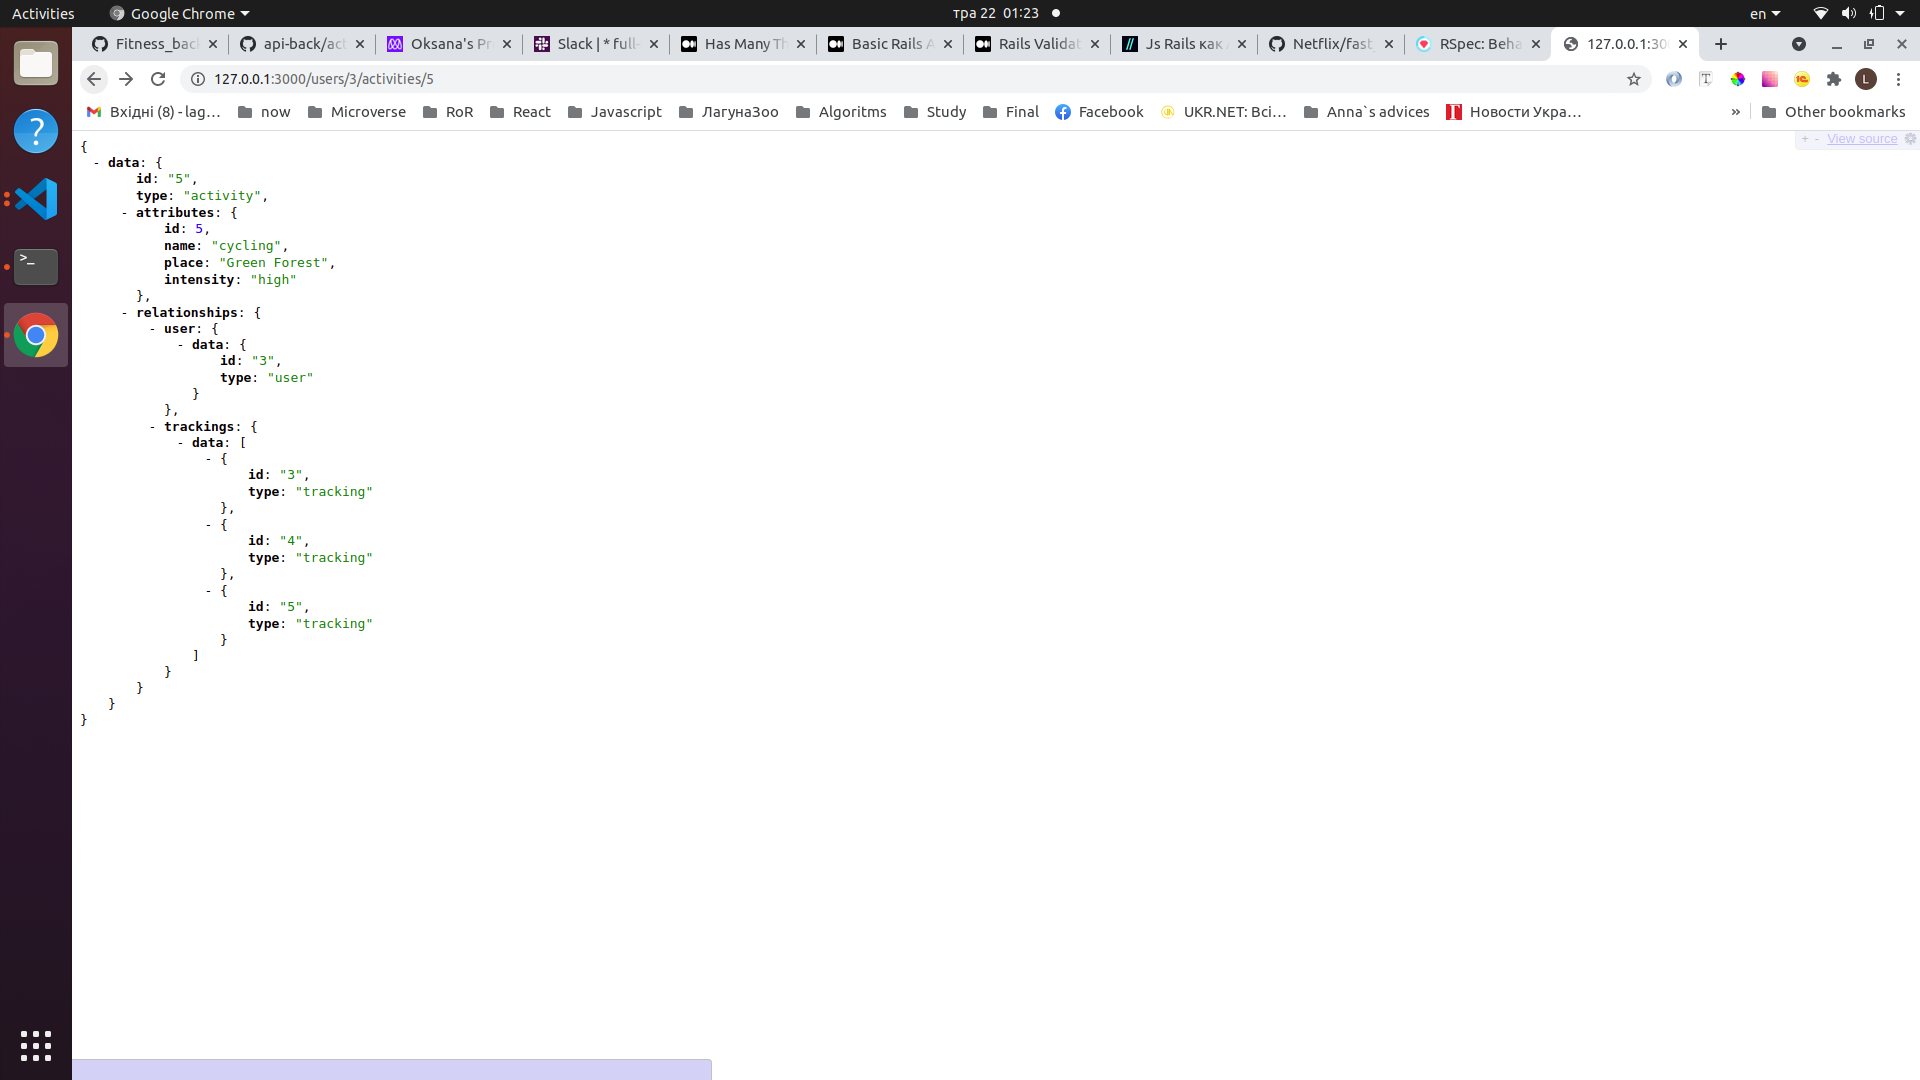 Activities Google Chrome тра 22 01:23 en
Fitness_bac api-back/act Oksana's Pr Slack | * full- Has Many Th Basic Rails A Rails Validat Js Rails как Netflix/fast_ RSpec: Beha 127.0.0.1:30
127.0.0.1:3000/users/3/activities/5 L
Вхідні (8) - lag… now Microverse RoR React Javascript ЛагунаЗоо Algoritms Study Final Facebook UKR.NET: Всі… Anna`s advices Новости Укра… » Other bookmarks
+ - View source
{
- data: {
id: "5",
type: "activity",
- attributes: {
id: 5,
name: "cycling",
place: "Green Forest",
intensity: "high"
},
- relationships: {
- user: {
- data: {
id: "3",
type: "user"
}
},
- trackings: {
- data: [
- {
id: "3",
type: "tracking"
},
- {
id: "4",
type: "tracking"
},
- {
id: "5",
type: "tracking"
}
]
}
}
}
}